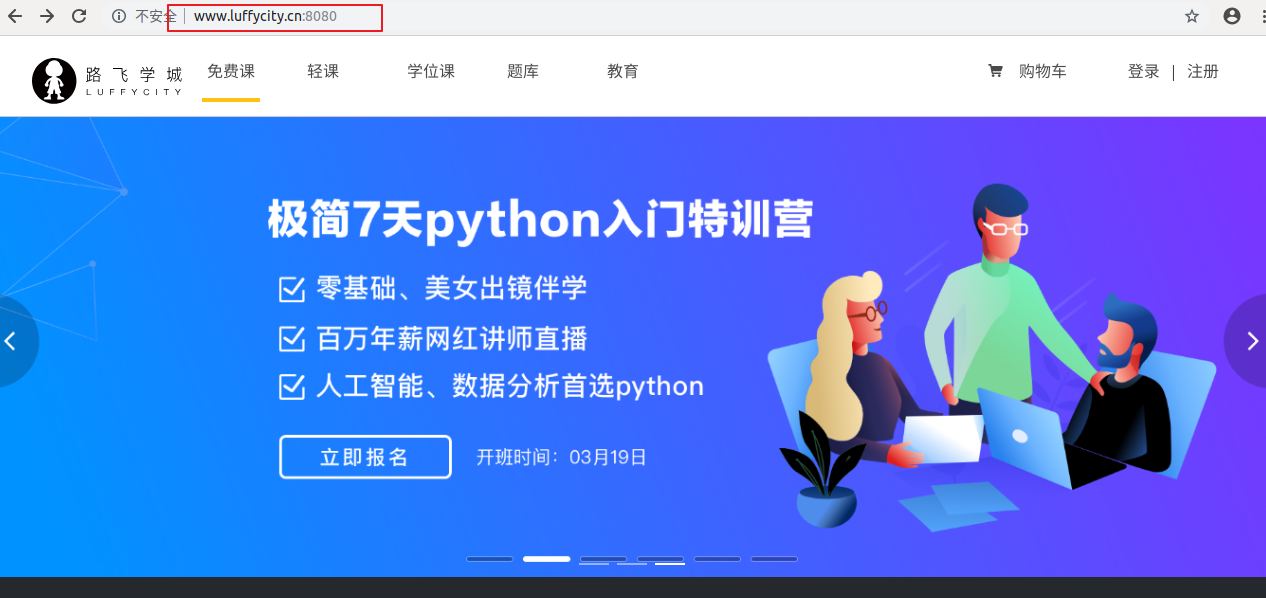 不安全 | www.luffycity.cn:8080
路飞学城 免费课 轻课 学位课 题库 教育 购物车 登录 | 注册
LUFFYCITY
极简7天python入门特训营
零基础、美女出镜伴学
百万年薪网红讲师直播
人工智能、数据分析首选python
立即报名 开班时间：03月19日